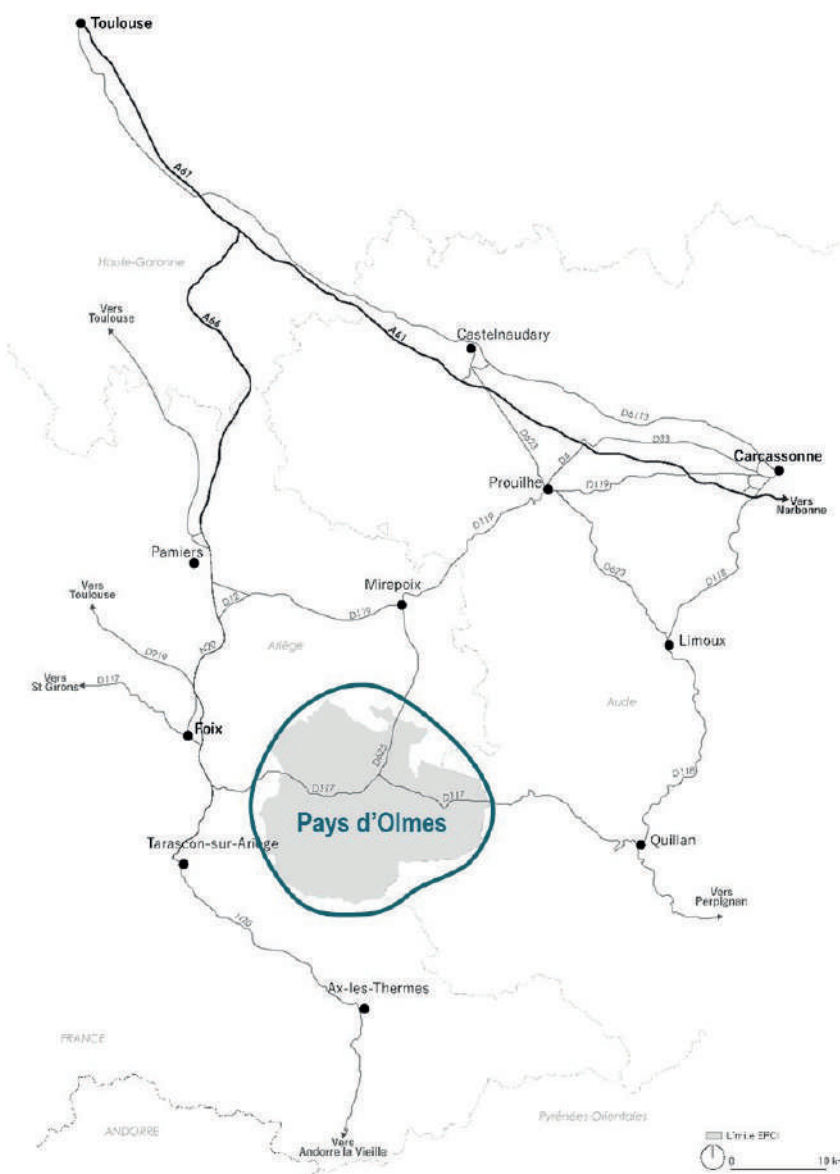 Toulouse
A61
Haute-Garonne
Vers
Toulouse
A66
A61
Castelnaudary
D6113
D623
D33
D4
Carcassonne
Prouilhe
D119
Vers
Narbonne
D119
Pamiers
D623
D118
Mirepoix
Vers
Toulouse
D12
D119
Ariège
N20
Limoux
D919
Vers
St Girons
D117
Aude
Foix
D625
D118
D117
D117
Pays d'Olmes
Tarascon-sur-Ariège
Quillan
Vers
Perpignan
N20
Ax-les-Thermes
FRANCE
ANDORRE
Pyrénées Orientales
Vers
Andorre la Vieille
Limite EPCI
0